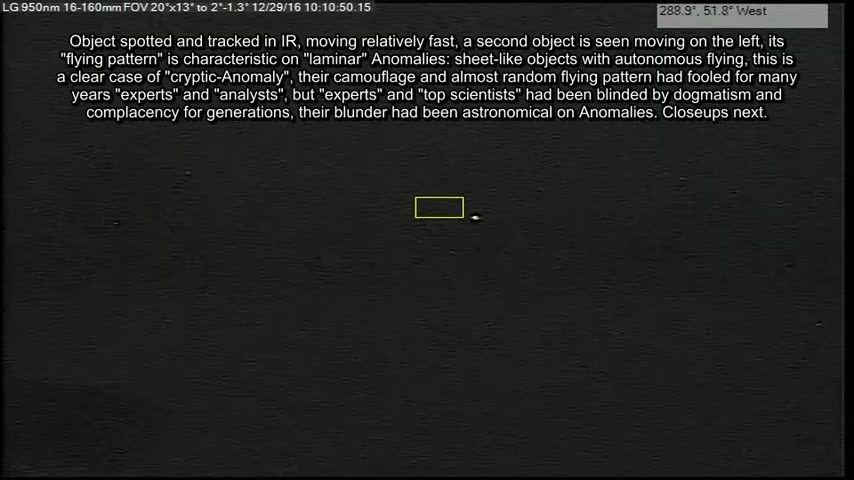 LG 950nm 16-160mm FOV 20°x13° to 2°-1.3° 12/29/16 10:10:50.15
288.9°, 51.8° West
Object spotted and tracked in IR, moving relatively fast, a second object is seen moving on the left, its
"flying pattern" is characteristic on "laminar" Anomalies: sheet-like objects with autonomous flying, this is
a clear case of "cryptic-Anomaly", their camouflage and almost random flying pattern had fooled for many
years "experts" and "analysts", but "experts" and "top scientists" had been blinded by dogmatism and
complacency for generations, their blunder had been astronomical on Anomalies. Closeups next.